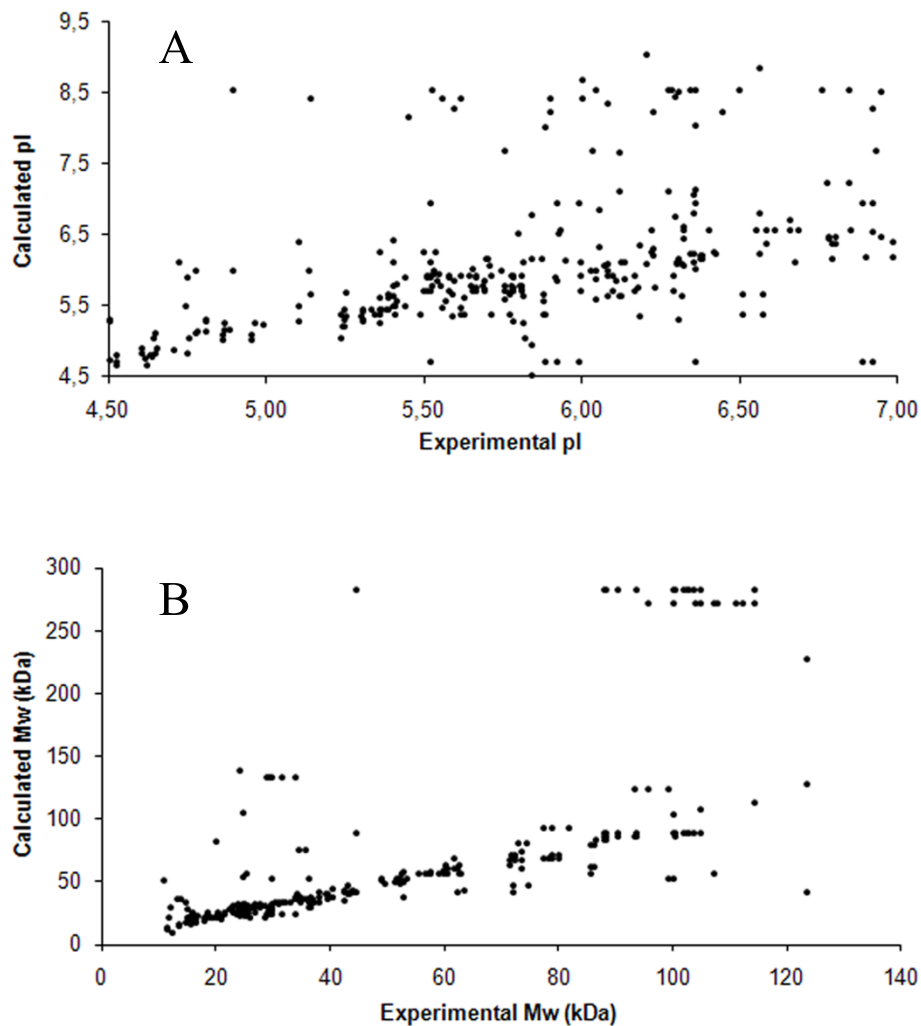 A
9,5
8,5
7,5
6,5
5,5
4,5
Calculated pI
4,50 5,00 5,50 6,00 6,50 7,00
Experimental pI
B
300
250
200
150
100
50
0
Calculated Mw (kDa)
0 20 40 60 80 100 120 140
Experimental Mw (kDa)